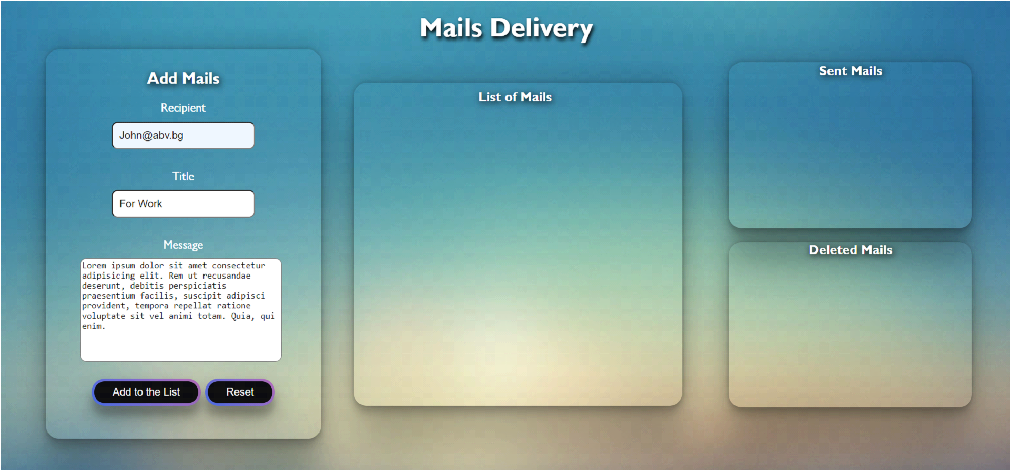 Mails Delivery
Add Mails
Recipient
John@abv.bg
Title
For Work
Message
Lorem ipsum dolor sit amet consectetur
adipisicing elit. Rem ut recusandae
deserunt, debitis perspiciatis
praesentium facilis, suscipit adipisci
provident, tempora repellat ratione
voluptate sit vel animi totam. Quia, qui
enim.
Add to the List
Reset
List of Mails
Sent Mails
Deleted Mails